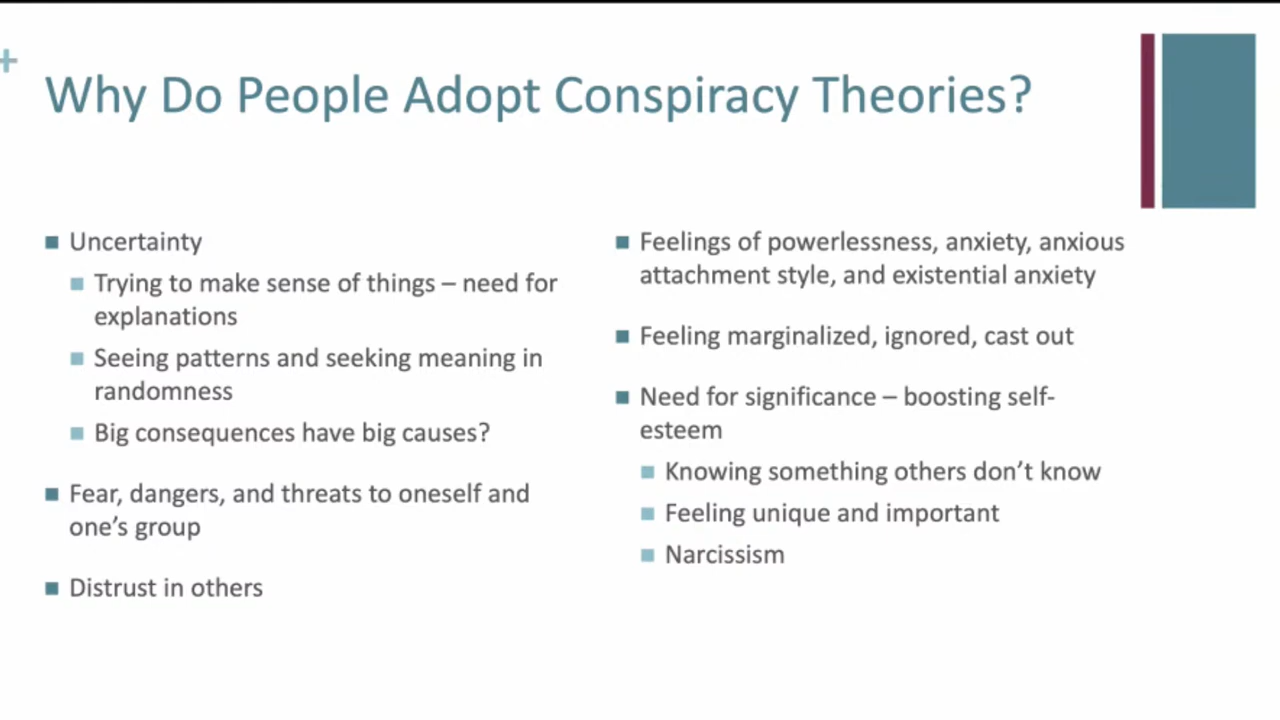 +
Why Do People Adopt Conspiracy Theories?
Uncertainty
Trying to make sense of things – need for
explanations
Seeing patterns and seeking meaning in
randomness
Big consequences have big causes?
Fear, dangers, and threats to oneself and
one’s group
Distrust in others
Feelings of powerlessness, anxiety, anxious
attachment style, and existential anxiety
Feeling marginalized, ignored, cast out
Need for significance – boosting self-
esteem
Knowing something others don’t know
Feeling unique and important
Narcissism